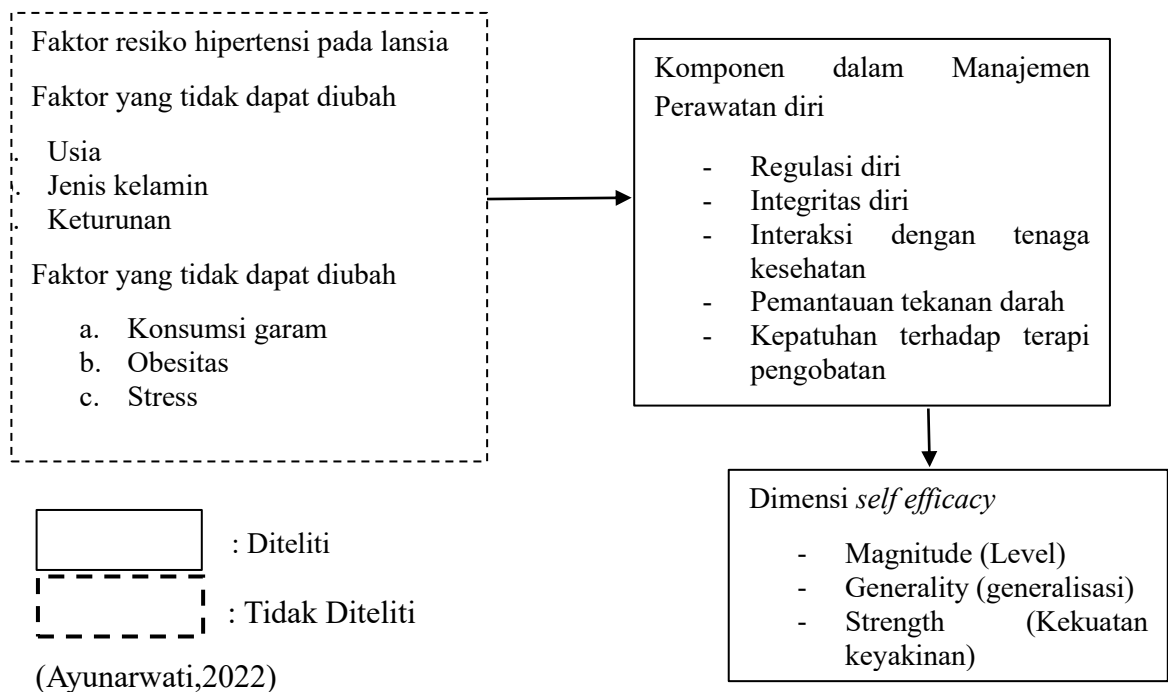 Faktor resiko hipertensi pada lansia
Faktor yang tidak dapat diubah
. Usia
. Jenis kelamin
. Keturunan
Faktor yang tidak dapat diubah
a. Konsumsi garam
b. Obesitas
c. Stress
Komponen dalam Manajemen
Perawatan diri
- Regulasi diri
- Integritas diri
- Interaksi dengan tenaga
kesehatan
- Pemantauan tekanan darah
- Kepatuhan terhadap terapi
pengobatan
Dimensi self efficacy
- Magnitude (Level)
- Generality (generalisasi)
- Strength (Kekuatan
keyakinan)
: Diteliti
: Tidak Diteliti
(Ayunarwati,2022)